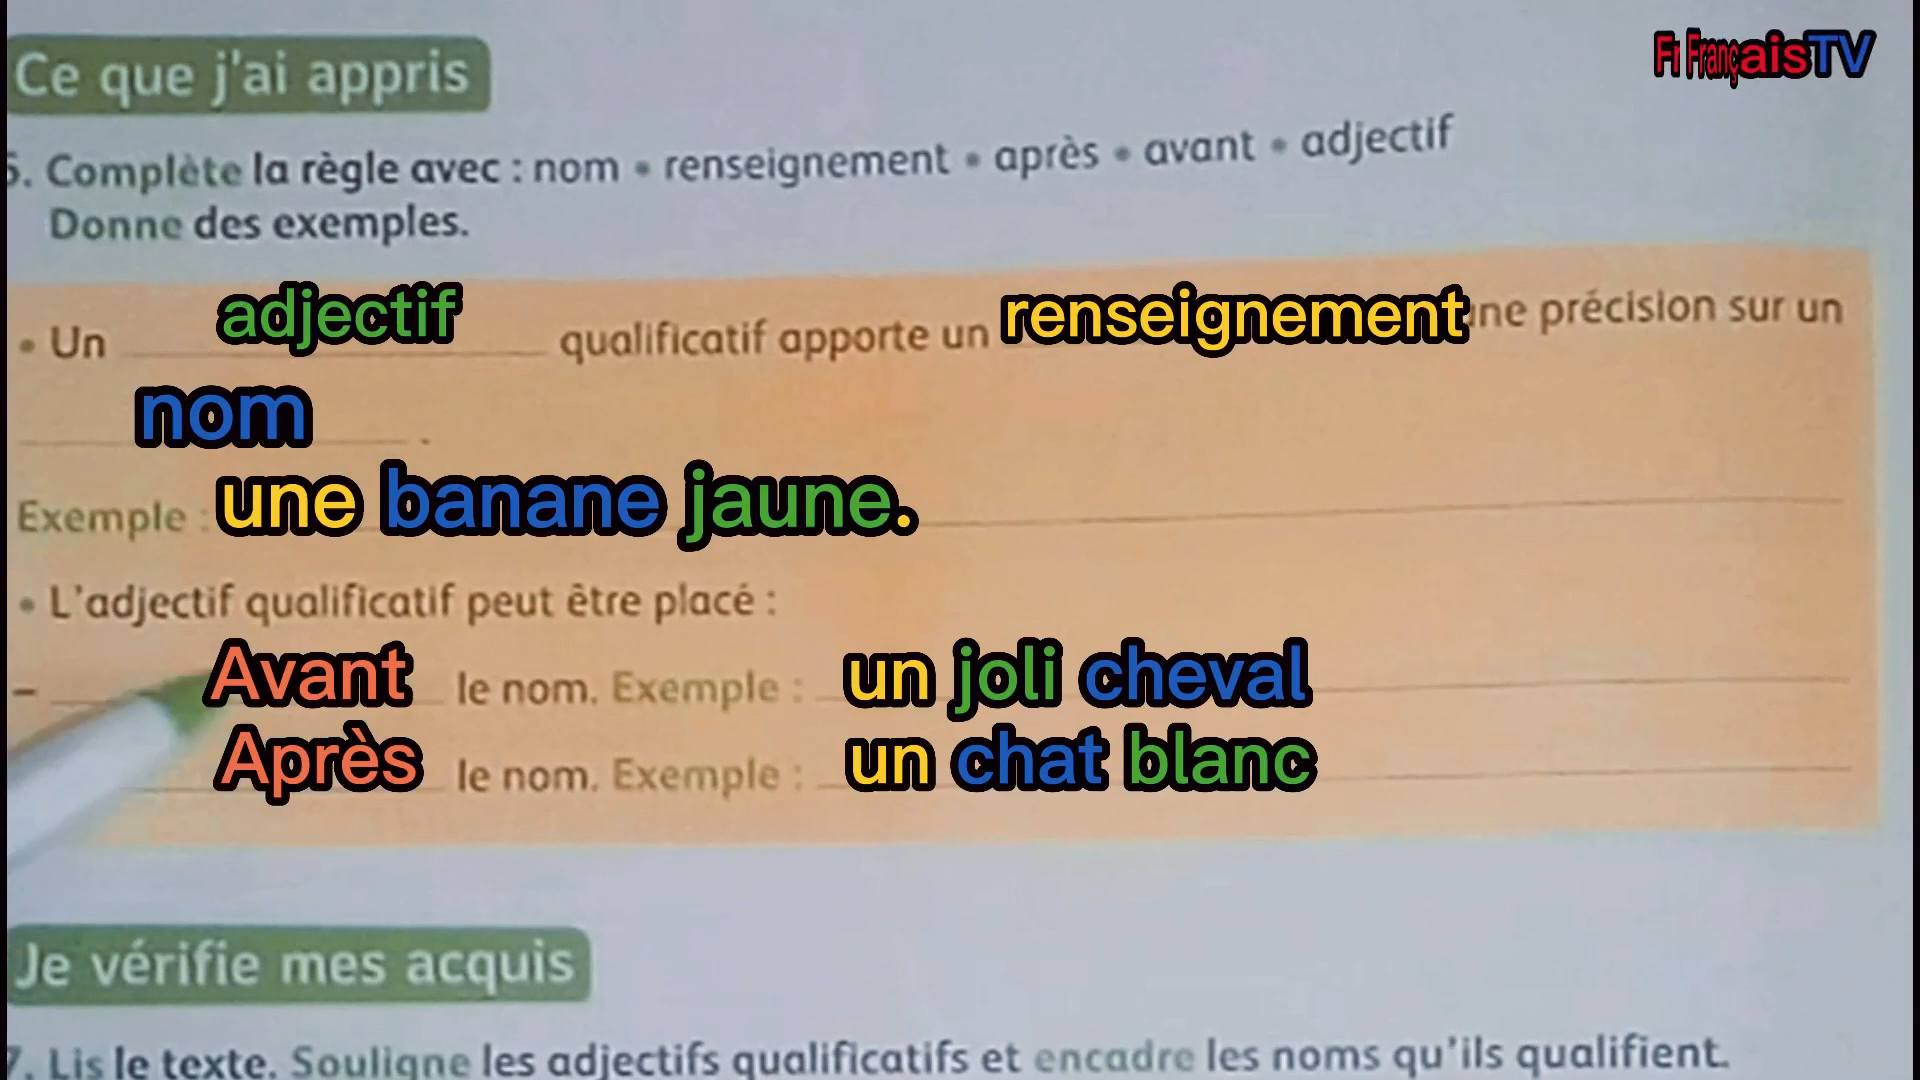 Ce que j'ai appris
FrançaisTV
6. Complète la règle avec : nom • renseignement • après • avant • adjectif
Donne des exemples.
• Un adjectif qualificatif apporte un renseignement une précision sur un
nom .
Exemple : une banane jaune.
• L'adjectif qualificatif peut être placé :
– Avant le nom. Exemple : un joli cheval
Après le nom. Exemple : un chat blanc
Je vérifie mes acquis
7. Lis le texte. Souligne les adjectifs qualificatifs et encadre les noms qu'ils qualifient.